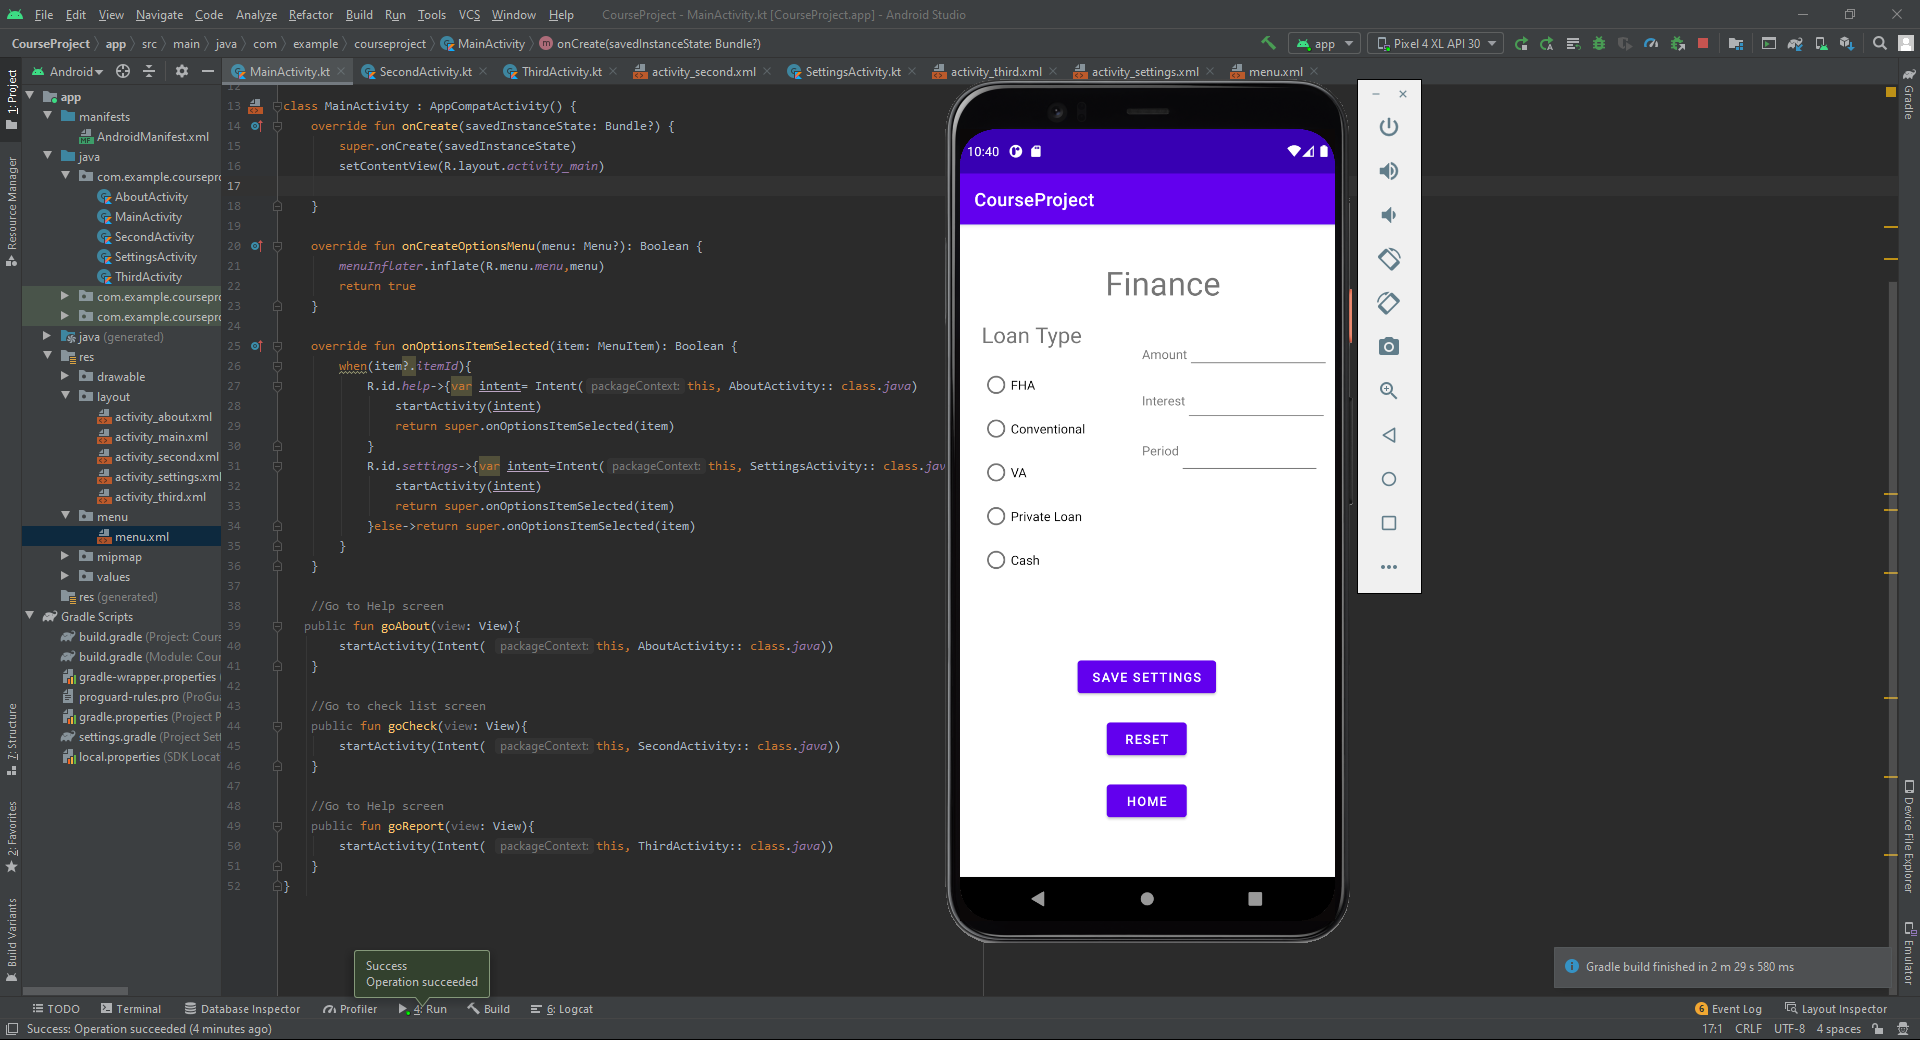 File Edit View Navigate Code Analyze Refactor Build Run Tools VCS Window Help CourseProject - MainActivity.kt [CourseProject.app] - Android Studio
CourseProject app src main java com example courseproject MainActivity onCreate(savedInstanceState: Bundle?) app Pixel 4 XL API 30
Android MainActivity.kt SecondActivity.kt ThirdActivity.kt activity_second.xml SettingsActivity.kt activity_third.xml activity_settings.xml menu.xml
1: Project
Resource Manager
7: Structure
2: Favorites
Build Variants
app
manifests
AndroidManifest.xml
java
com.example.coursepro
AboutActivity
MainActivity
SecondActivity
SettingsActivity
ThirdActivity
com.example.coursepro
com.example.coursepro
java (generated)
res
drawable
layout
activity_about.xml
activity_main.xml
activity_second.xml
activity_settings.xml
activity_third.xml
menu
menu.xml
mipmap
values
res (generated)
Gradle Scripts
build.gradle (Project: Cours
build.gradle (Module: Cour
gradle-wrapper.properties
proguard-rules.pro (ProGua
gradle.properties (Project P
settings.gradle (Project Sett
local.properties (SDK Locat
12
13 class MainActivity : AppCompatActivity() {
14 override fun onCreate(savedInstanceState: Bundle?) {
15 super.onCreate(savedInstanceState)
16 setContentView(R.layout.activity_main)
17
18 }
19
20 override fun onCreateOptionsMenu(menu: Menu?): Boolean {
21 menuInflater.inflate(R.menu.menu,menu)
22 return true
23 }
24
25 override fun onOptionsItemSelected(item: MenuItem): Boolean {
26 when(item?.itemId){
27 R.id.help->{var intent= Intent( packageContext: this, AboutActivity:: class.java)
28 startActivity(intent)
29 return super.onOptionsItemSelected(item)
30 }
31 R.id.settings->{var intent=Intent( packageContext: this, SettingsActivity:: class.jav
32 startActivity(intent)
33 return super.onOptionsItemSelected(item)
34 }else->return super.onOptionsItemSelected(item)
35 }
36 }
37
38 //Go to Help screen
39 public fun goAbout(view: View){
40 startActivity(Intent( packageContext: this, AboutActivity:: class.java))
41 }
42
43 //Go to check list screen
44 public fun goCheck(view: View){
45 startActivity(Intent( packageContext: this, SecondActivity:: class.java))
46 }
47
48 //Go to Help screen
49 public fun goReport(view: View){
50 startActivity(Intent( packageContext: this, ThirdActivity:: class.java))
51 }
52 }
10:40
CourseProject
Finance
Loan Type
FHA
Conventional
VA
Private Loan
Cash
Amount
Interest
Period
SAVE SETTINGS
RESET
HOME
Gradle
Device File Explorer
Emulator
Success
Operation succeeded
Gradle build finished in 2 m 29 s 580 ms
TODO Terminal Database Inspector Profiler 4: Run Build 6: Logcat 6 Event Log Layout Inspector
Success: Operation succeeded (4 minutes ago) 17:1 CRLF UTF-8 4 spaces